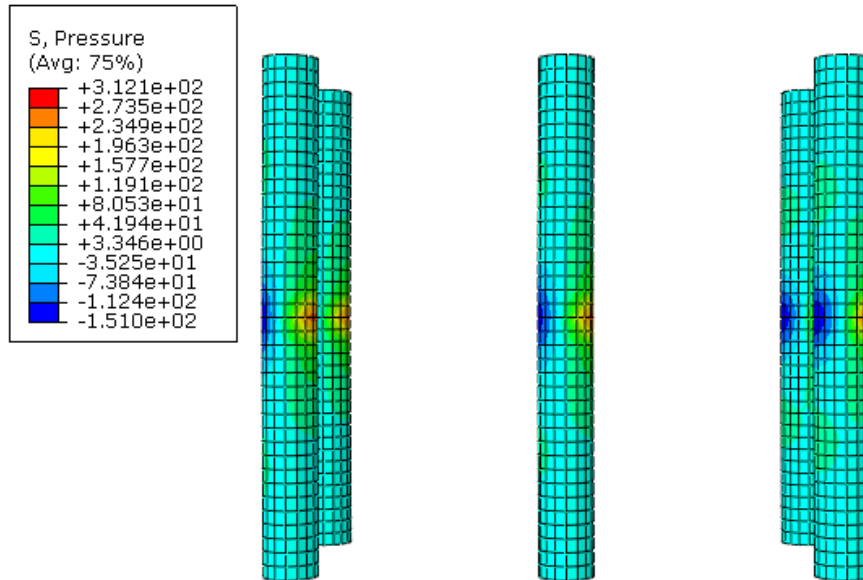 S, Pressure
(Avg: 75%)
+3.121e+02
+2.735e+02
+2.349e+02
+1.963e+02
+1.577e+02
+1.191e+02
+8.053e+01
+4.194e+01
+3.346e+00
-3.525e+01
-7.384e+01
-1.124e+02
-1.510e+02